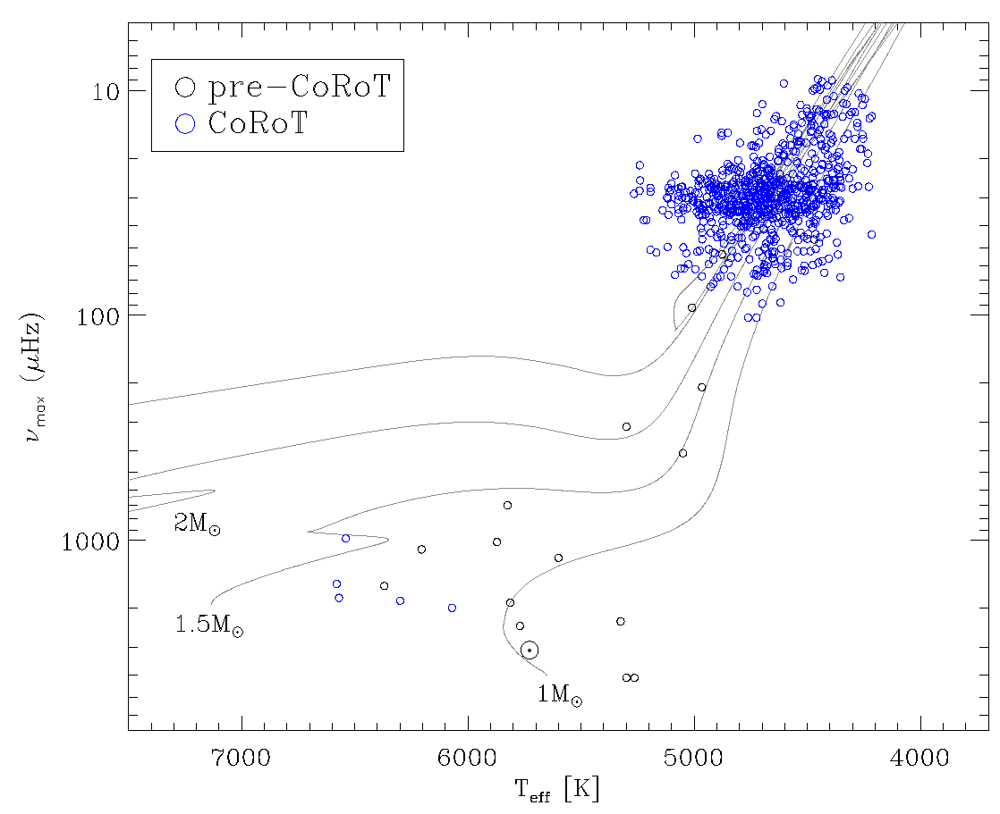 pre-CoRoT
CoRoT
10
100
1000
ν_max (μHz)
2M⊙
1.5M⊙
1M⊙
7000 6000 5000 4000
T_eff [K]